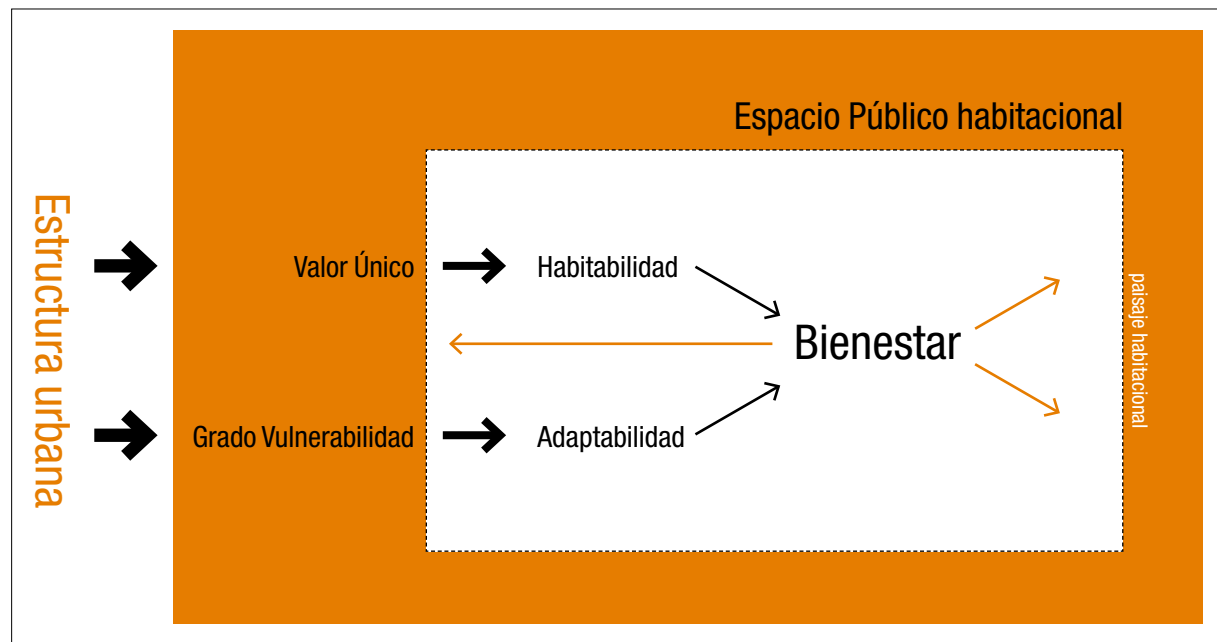 Estructura urbana
Espacio Público habitacional
Valor Único
Habitabilidad
Bienestar
Grado Vulnerabilidad
Adaptabilidad
paisaje habitacional